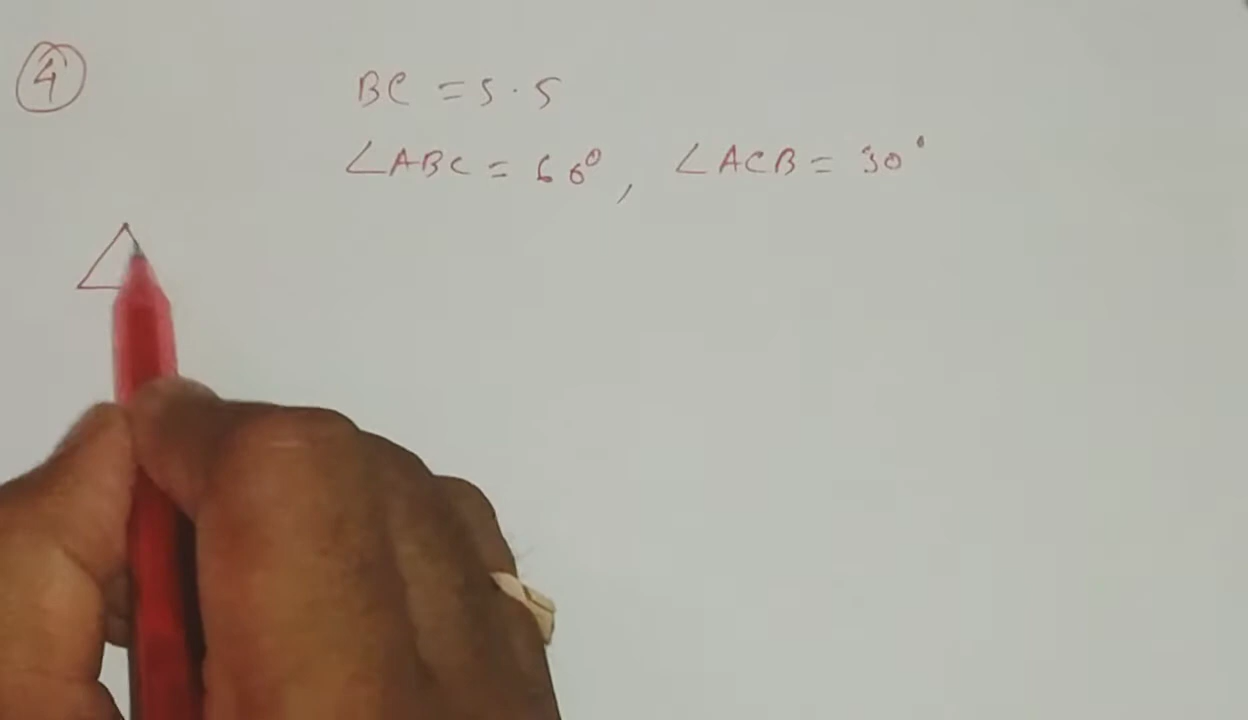 ④
BC = 5.5
∠ABC = 60°, ∠ACB = 30°